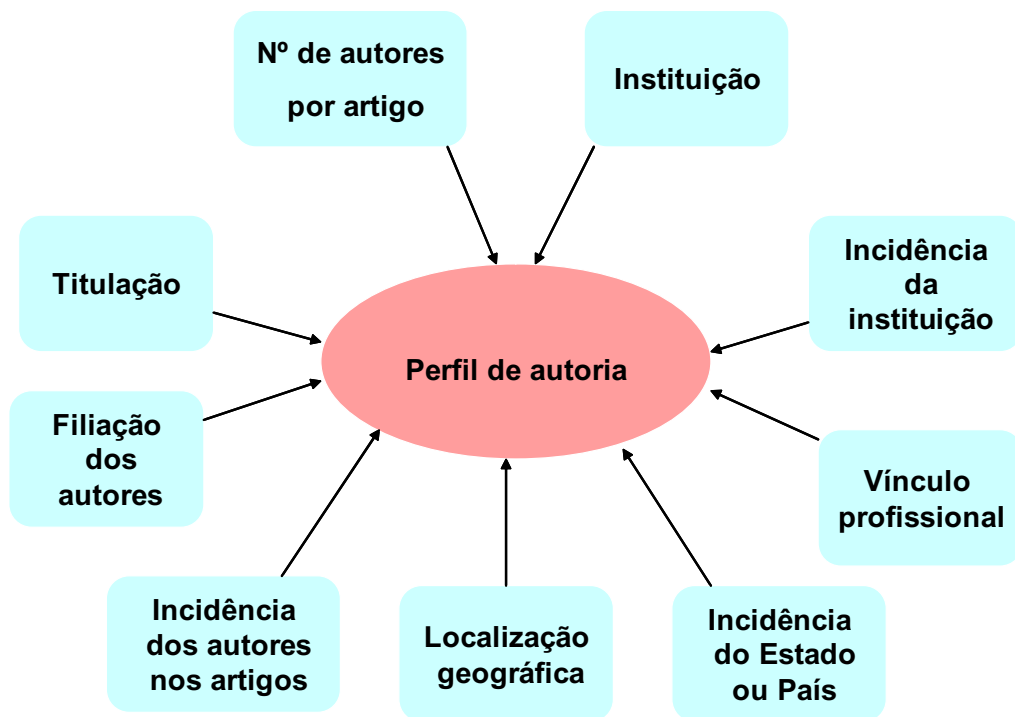 Nº de autores
por artigo
Instituição
Titulação
Incidência
da
instituição
Perfil de autoria
Filiação
dos
autores
Vínculo
profissional
Incidência
dos autores
nos artigos
Localização
geográfica
Incidência
do Estado
ou País